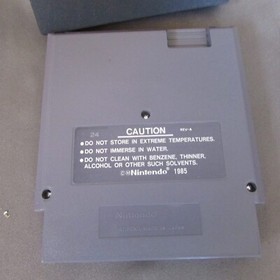 CAUTION REV-A
•DO NOT STORE IN EXTREME TEMPERATURES.
•DO NOT IMMERSE IN WATER.
•DO NOT CLEAN WITH BENZENE, THINNER,
ALCOHOL OR OTHER SUCH SOLVENTS.
©Nintendo® 1985